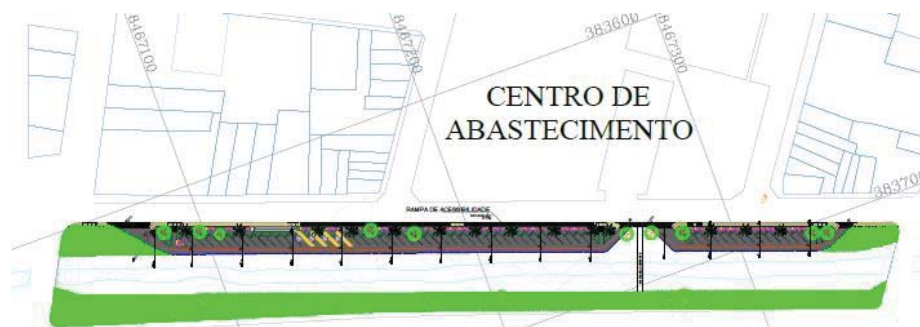 8467100
8467200
383600
8467300
CENTRO DE
ABASTECIMENTO
383700
RAMPA DE ACESSIBILIDADE